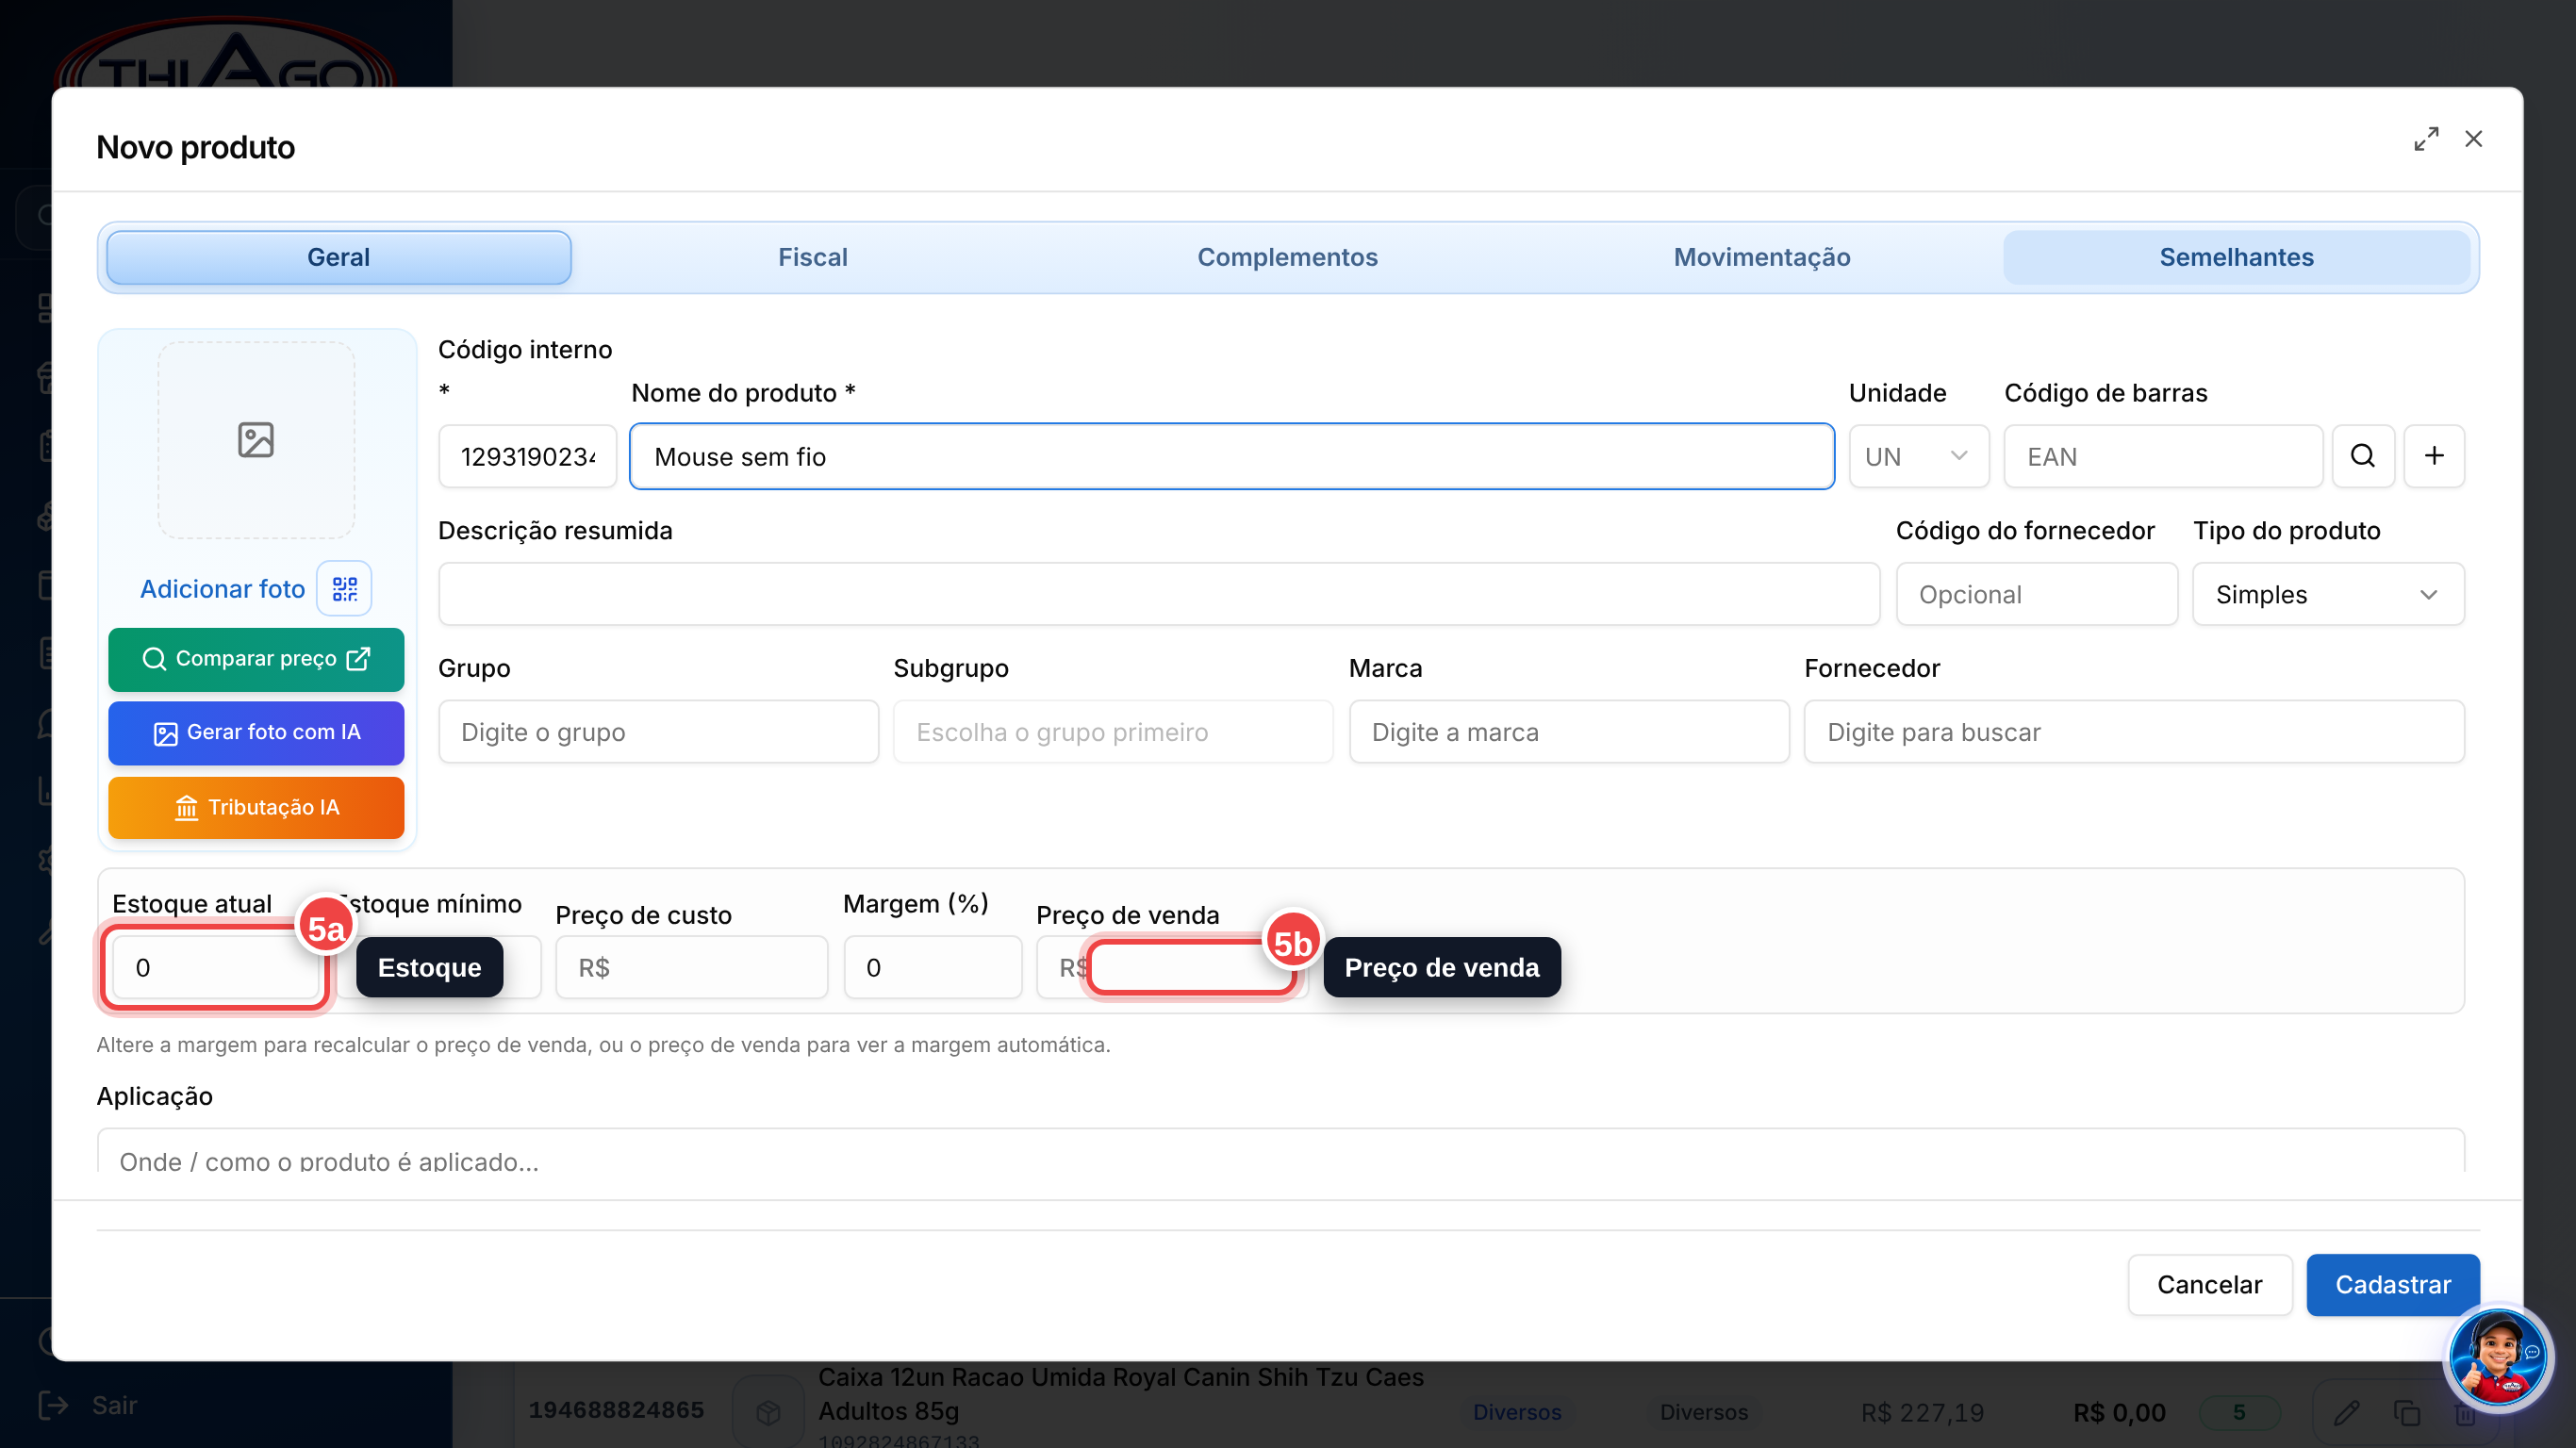 THIAGO
Novo produto
Geral
Fiscal
Complementos
Movimentação
Semelhantes
Código interno
*
Nome do produto *
Unidade
Código de barras
Mouse sem fio
UN
EAN
Descrição resumida
Código do fornecedor
Tipo do produto
Adicionar foto
Opcional
Simples
Comparar preço
Grupo
Subgrupo
Marca
Fornecedor
Gerar foto com IA
Digite o grupo
Escolha o grupo primeiro
Digite a marca
Digite para buscar
Tributação IA
Estoque atual
5a
mínimo
Preço de custo
Margem (%)
Preço de venda
5b
0
Estoque
R$
0
R$
Preço de venda
Altere a margem para recalcular o preço de venda, ou o preço de venda para ver a margem automática.
Aplicação
Onde / como o produto é aplicado...
Cancelar
Cadastrar
Sair
194688824865
Caixa 12un Racao Umida Royal Canin Shih Tzu Caes
Adultos 85g
1092824867133
Diversos
Diversos
R$ 227,19
R$ 0,00
5